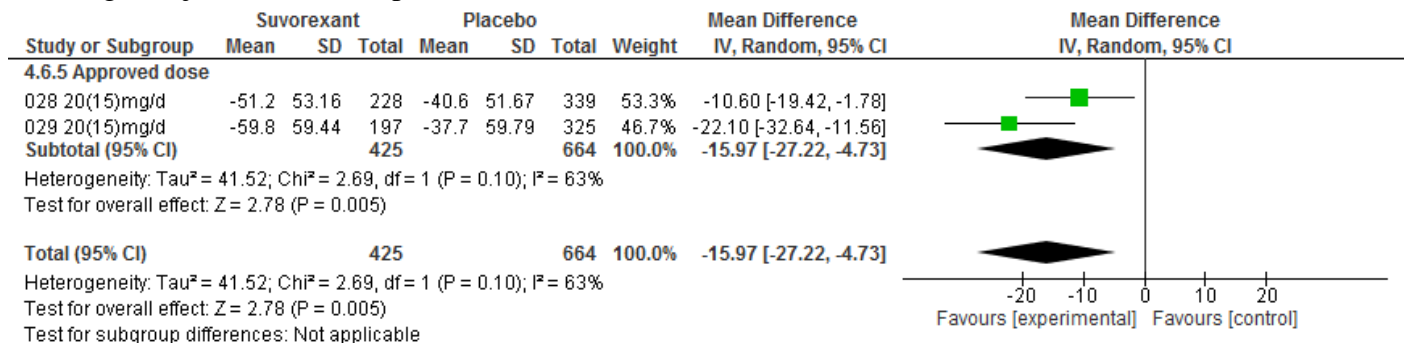 Suvorexant Placebo Mean Difference Mean Difference
Study or Subgroup Mean SD Total Mean SD Total Weight IV, Random, 95% CI IV, Random, 95% CI
4.6.5 Approved dose
028 20(15)mg/d -51.2 53.16 228 -40.6 51.67 339 53.3% -10.60 [-19.42, -1.78]
029 20(15)mg/d -59.8 59.44 197 -37.7 59.79 325 46.7% -22.10 [-32.64, -11.56]
Subtotal (95% CI) 425 664 100.0% -15.97 [-27.22, -4.73]
Heterogeneity: Tau² = 41.52; Chi² = 2.69, df = 1 (P = 0.10); I² = 63%
Test for overall effect: Z = 2.78 (P = 0.005)
Total (95% CI) 425 664 100.0% -15.97 [-27.22, -4.73]
Heterogeneity: Tau² = 41.52; Chi² = 2.69, df = 1 (P = 0.10); I² = 63%
Test for overall effect: Z = 2.78 (P = 0.005)
Test for subgroup differences: Not applicable
-20 -10 0 10 20
Favours [experimental] Favours [control]